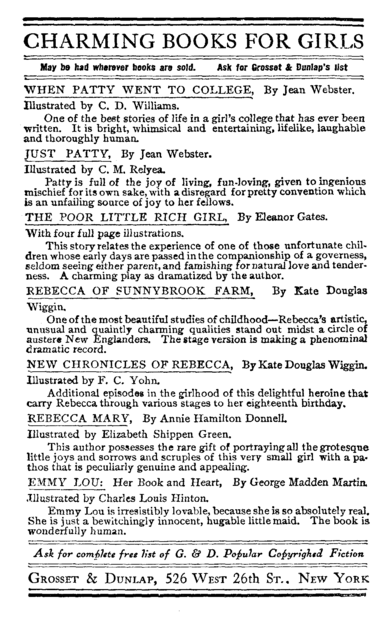 CHARMING BOOKS FOR GIRLS
May be had wherever books are sold. Ask for Grosset & Dunlap's list
WHEN PATTY WENT TO COLLEGE, By Jean Webster.
Illustrated by C. D. Williams.
One of the best stories of life in a girl's college that has ever been
written. It is bright, whimsical and entertaining, lifelike, laughable
and thoroughly human.
JUST PATTY, By Jean Webster.
Illustrated by C. M. Relyea.
Patty is full of the joy of living, fun-loving, given to ingenious
mischief for its own sake, with a disregard for pretty convention which
is an unfailing source of joy to her fellows.
THE POOR LITTLE RICH GIRL, By Eleanor Gates.
With four full page illustrations.
This story relates the experience of one of those unfortunate chil-
dren whose early days are passed in the companionship of a governess,
seldom seeing either parent, and famishing for natural love and tender-
ness. A charming play as dramatized by the author.
REBECCA OF SUNNYBROOK FARM, By Kate Douglas
Wiggin.
One of the most beautiful studies of childhood—Rebecca's artistic,
unusual and quaintly charming qualities stand out midst a circle of
austere New Englanders. The stage version is making a phenominal
dramatic record.
NEW CHRONICLES OF REBECCA, By Kate Douglas Wiggin.
Illustrated by F. C. Yohn.
Additional episodes in the girlhood of this delightful heroine that
carry Rebecca through various stages to her eighteenth birthday.
REBECCA MARY, By Annie Hamilton Donnell.
Illustrated by Elizabeth Shippen Green.
This author possesses the rare gift of portraying all the grotesque
little joys and sorrows and scruples of this very small girl with a pa-
thos that is peculiarly genuine and appealing.
EMMY LOU: Her Book and Heart, By George Madden Martin.
Illustrated by Charles Louis Hinton.
Emmy Lou is irresistibly lovable, because she is so absolutely real.
She is just a bewitchingly innocent, hugable little maid. The book is
wonderfully human.
Ask for complete free list of G. & D. Popular Copyrighed Fiction
GROSSET & DUNLAP, 526 WEST 26th ST., NEW YORK